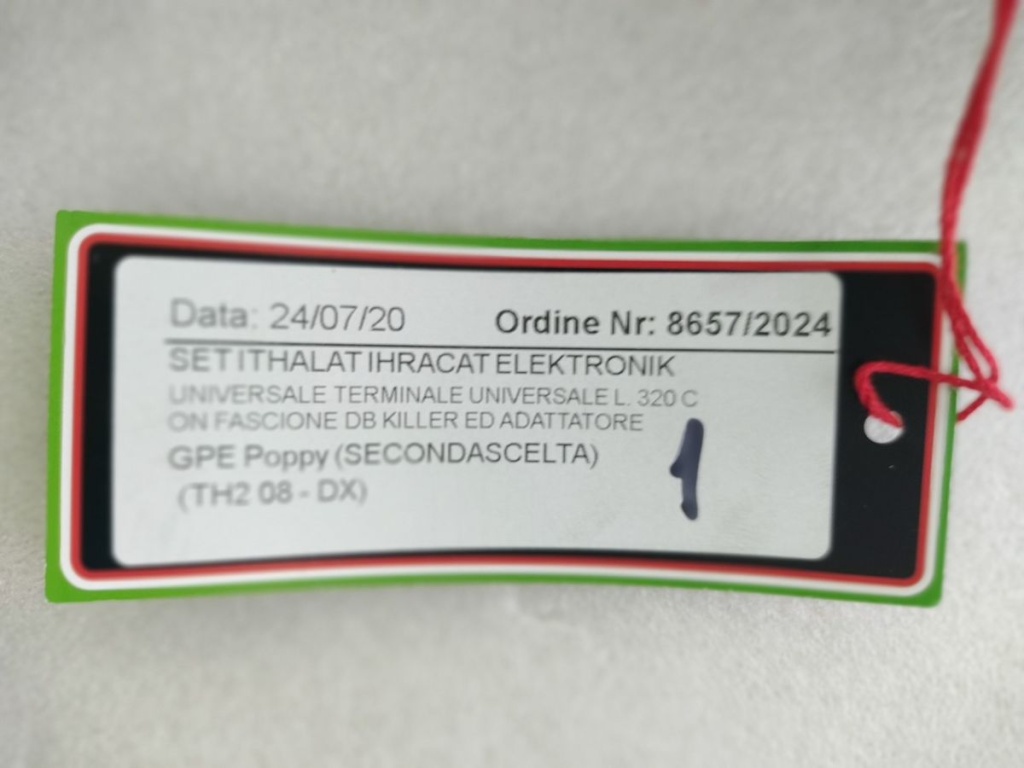 Data: 24/07/20 Ordine Nr: 8657/2024
SET ITHALAT IHRACAT ELEKTRONIK
UNIVERSALE TERMINALE UNIVERSALE L. 320 C
ON FASCIONE DB KILLER ED ADATTATORE
GPE Poppy (SECONDASCELTA)
(TH2 08 - DX)
1